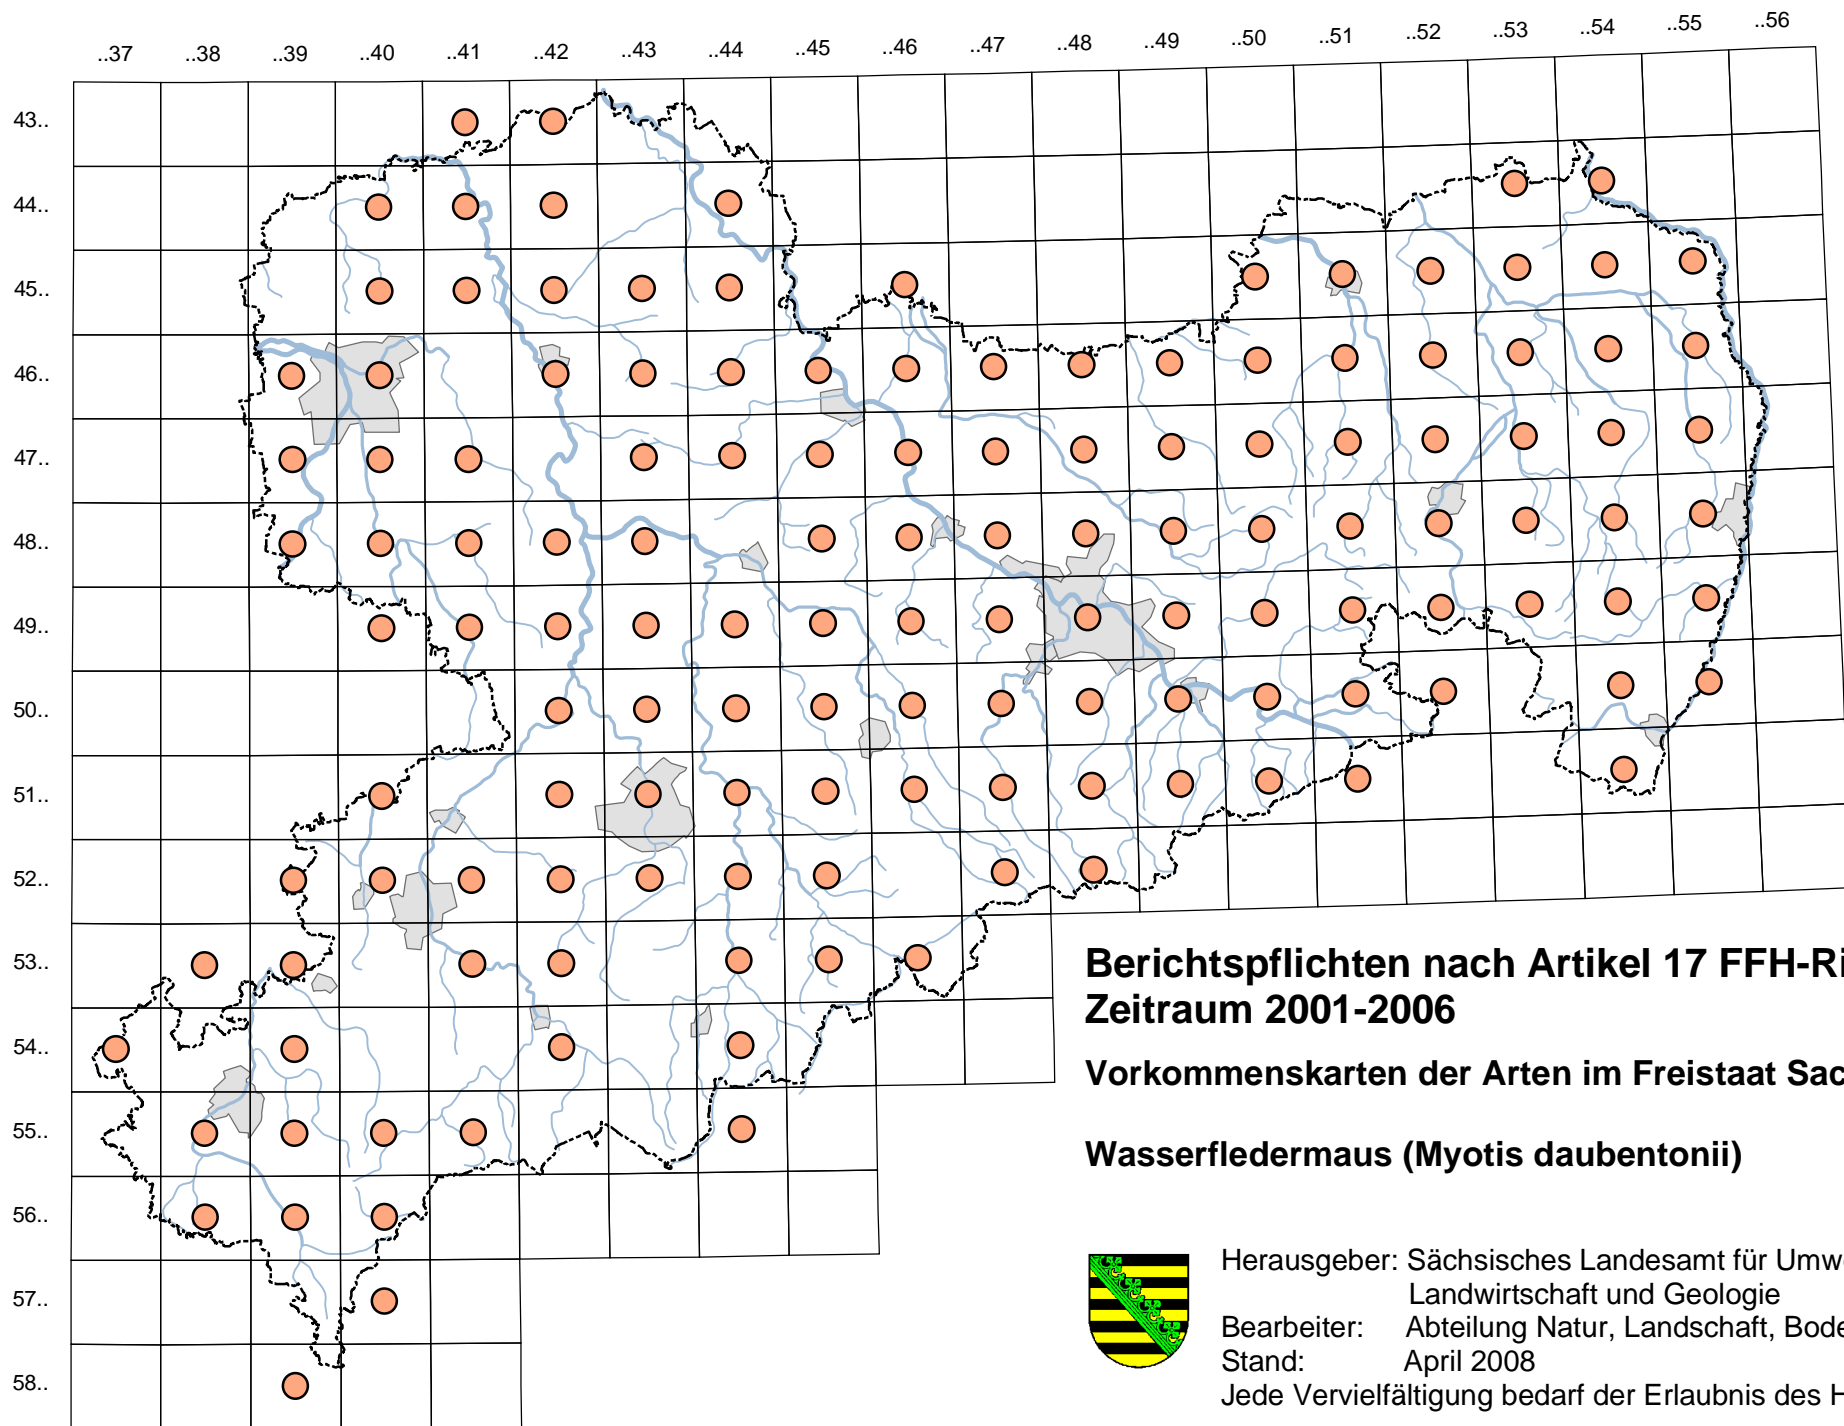 ..37 ..38 ..39 ..40 ..41 ..42 ..43 ..44 ..45 ..46 ..47 ..48 ..49 ..50 ..51 ..52 ..53 ..54 ..55 ..56
43..
44..
45..
46..
47..
48..
49..
50..
51..
52..
53..
54..
55..
56..
57..
58..
Berichtspflichten nach Artikel 17 FFH-Ri
Zeitraum 2001-2006
Vorkommenskarten der Arten im Freistaat Sac
Wasserfledermaus (Myotis daubentonii)
Herausgeber: Sächsisches Landesamt für Umwe
Landwirtschaft und Geologie
Bearbeiter: Abteilung Natur, Landschaft, Bode
Stand: April 2008
Jede Vervielfältigung bedarf der Erlaubnis des H